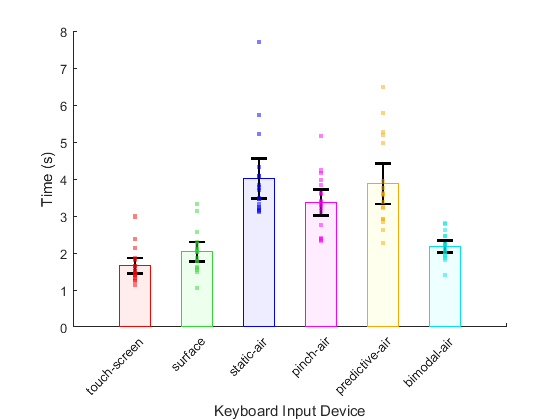 8
7
6
5
4
3
2
1
0
Time (s)
touch-screen
surface
static-air
pinch-air
predictive-air
bimodal-air
Keyboard Input Device